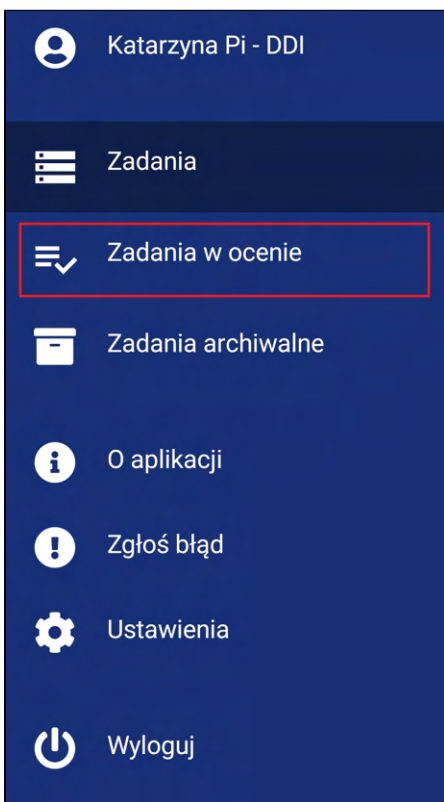 Katarzyna Pi - DDI
Zadania
Zadania w ocenie
Zadania archiwalne
O aplikacji
Zgłoś błąd
Ustawienia
Wyloguj